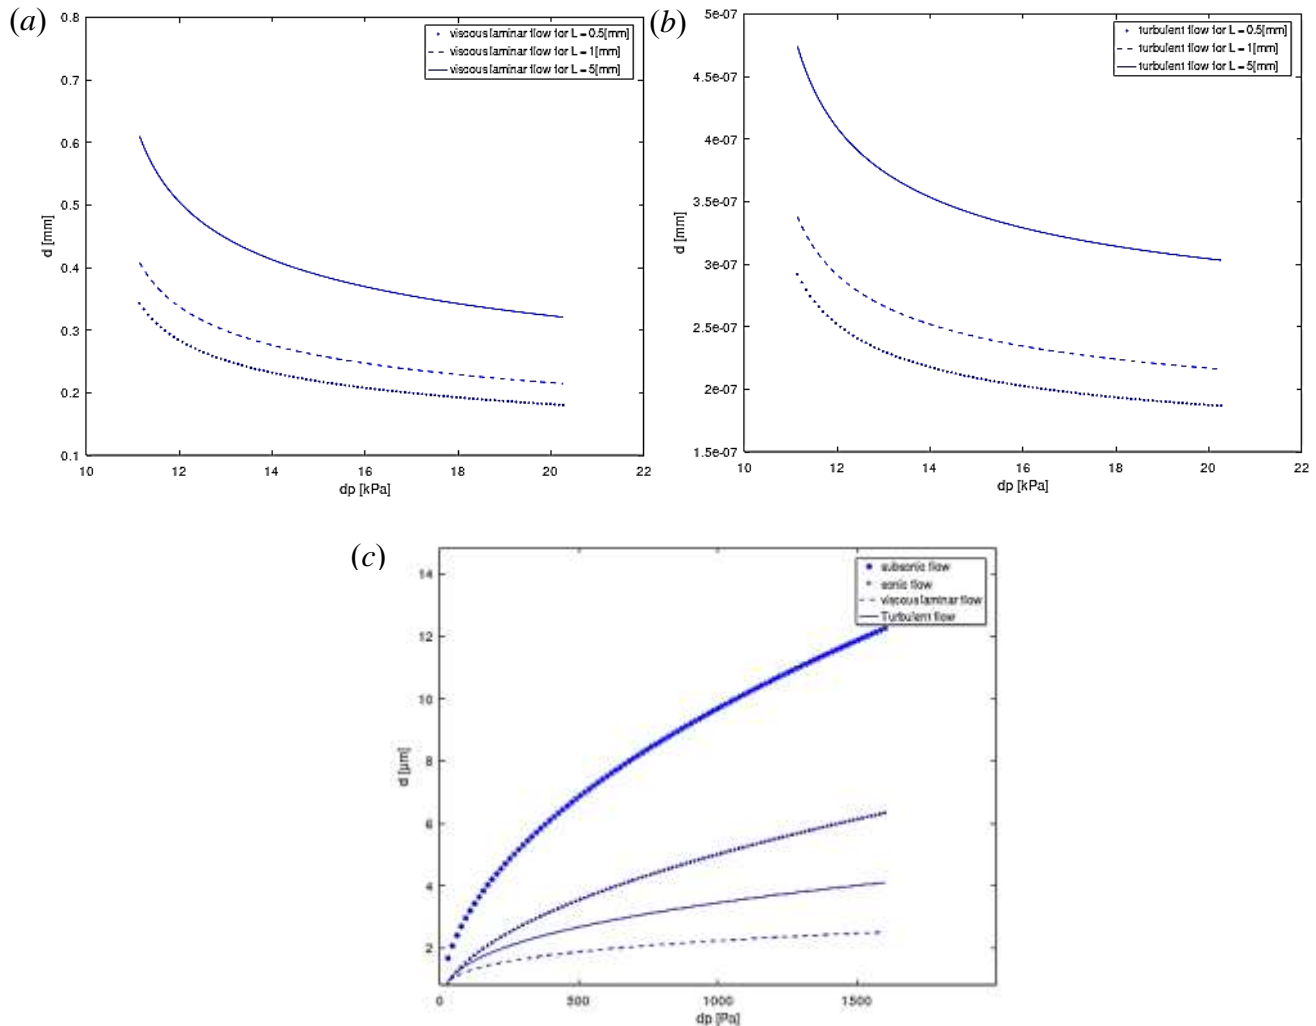 (a)
0.8
0.7
0.6
0.5
0.4
0.3
0.2
0.1
d [mm]
viscous laminar flow for L = 0.5[mm]
viscous laminar flow for L = 1[mm]
viscous laminar flow for L = 5[mm]
10 12 14 16 18 20 22
dp [kPa]
(b)
5e-07
4.5e-07
4e-07
3.5e-07
3e-07
2.5e-07
2e-07
1.5e-07
d [mm]
turbulent flow for L = 0.5[mm]
turbulent flow for L = 1[mm]
turbulent flow for L = 5[mm]
10 12 14 16 18 20 22
dp [kPa]
(c)
14
12
10
8
6
4
2
d [µm]
subsonic flow
sonic flow
viscous laminar flow
Turbulent flow
0 500 1000 1500
dp [Pa]